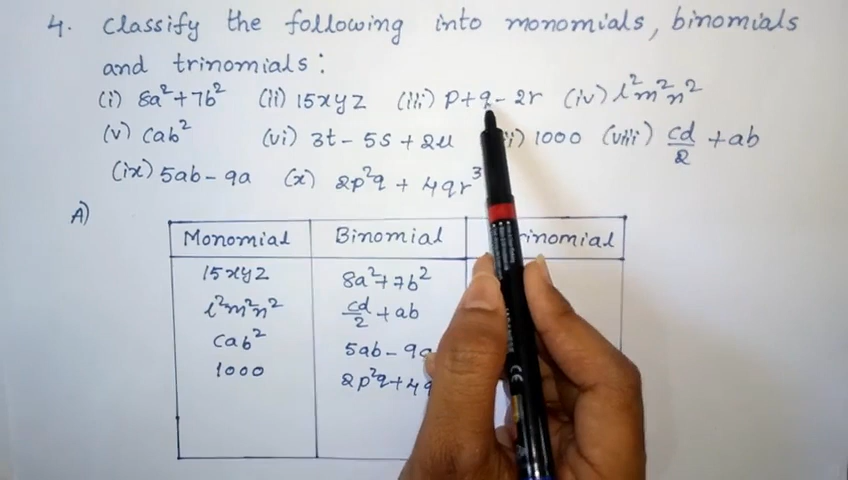 4. Classify the following into monomials, binomials
and trinomials:
(i) 8a²+7b² (ii) 15xyz (iii) p+q-2r (iv) l²m²n²
(v) cab² (vi) 3t-5s+2u i) 1000 (viii) cd/2 +ab
(ix) 5ab-9a (x) 2p²q + 4qr³
A)
Monomial Binomial rinomial
15xyz 8a²+7b²
l²m²n² cd/2 +ab
cab² 5ab-9a
1000 2p²q+4q